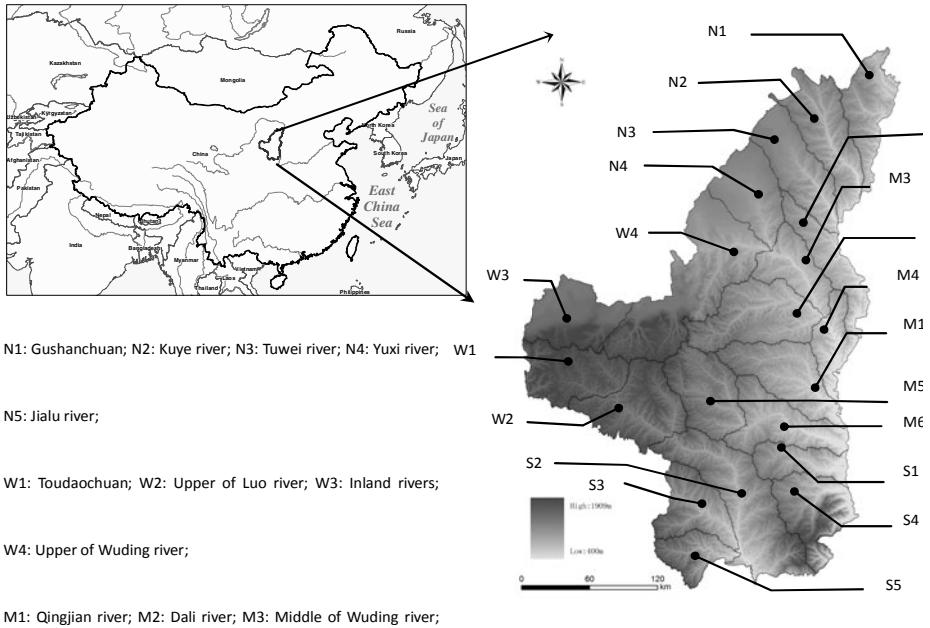 Russia
Kazakhstan
Mongolia
Uzbekistan
Kyrgyzstan
Tajikistan
Afghanistan
Pakistan
China
North Korea
South Korea
Japan
Sea
of
Japan
East
China
Sea
Nepal
Bhutan
India
Bangladesh
Myanmar
Laos
Vietnam
Thailand
Philippines
N1
N2
N3
N4
M3
W4
W3
M4
M1
W1
M5
W2
M6
S1
S2
S3
S4
S5
High:1909m
Low:400m
0 60 120
km
N1: Gushanchuan; N2: Kuye river; N3: Tuwei river; N4: Yuxi river;
N5: Jialu river;
W1: Toudaochuan; W2: Upper of Luo river; W3: Inland rivers;
W4: Upper of Wuding river;
M1: Qingjian river; M2: Dali river; M3: Middle of Wuding river;